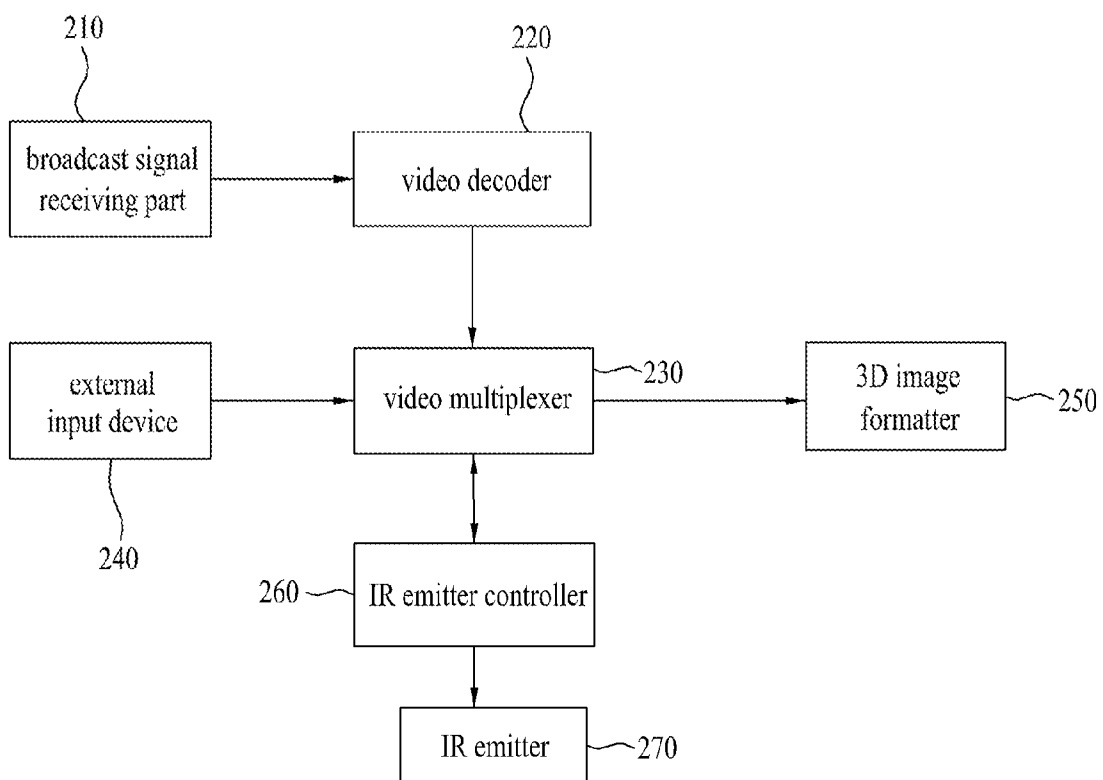 210
220
broadcast signal
receiving part
video decoder
external
input device
video multiplexer
230
3D image
formatter
250
240
260
IR emitter controller
IR emitter
270